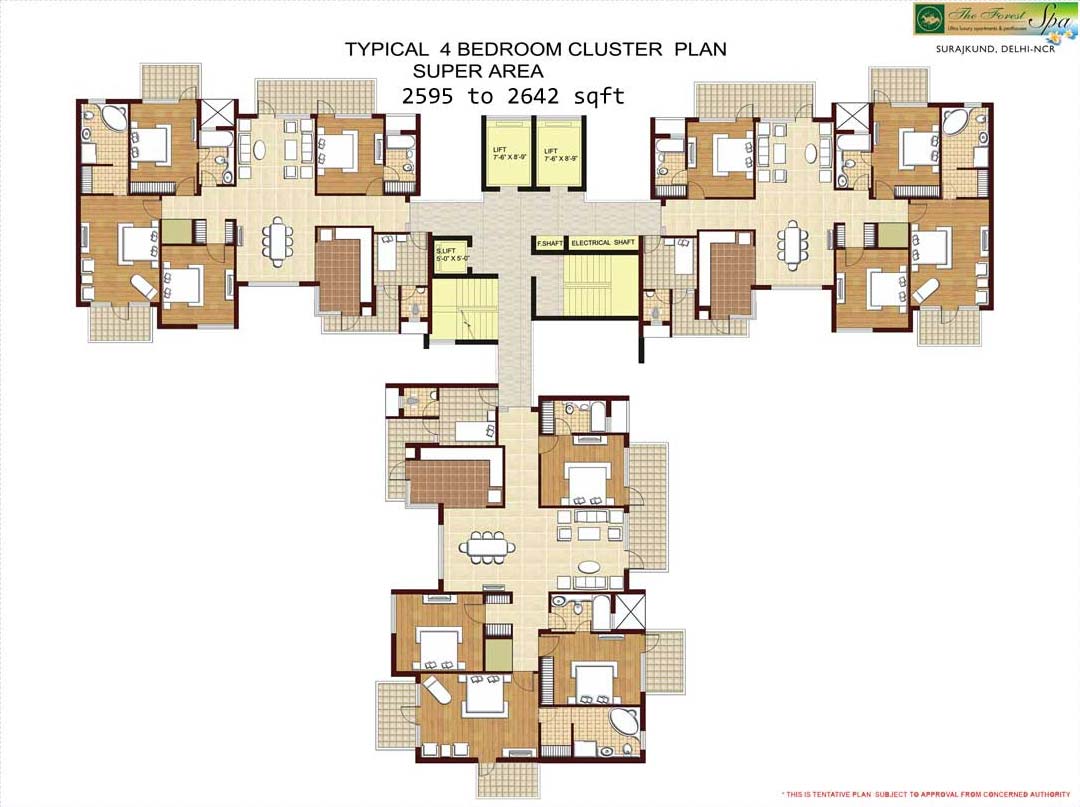 The Forest Spa
Ultra luxury apartments & penthouses
SURAJKUND, DELHI-NCR
TYPICAL 4 BEDROOM CLUSTER PLAN
SUPER AREA
2595 to 2642 sqft
LIFT
7'-6" X 8'-9"
LIFT
7'-6" X 8'-9"
S.LIFT
5'-0" X 5'-0"
F.SHAFT
ELECTRICAL SHAFT
* THIS IS TENTATIVE PLAN SUBJECT TO APPROVAL FROM CONCERNED AUTHORITY